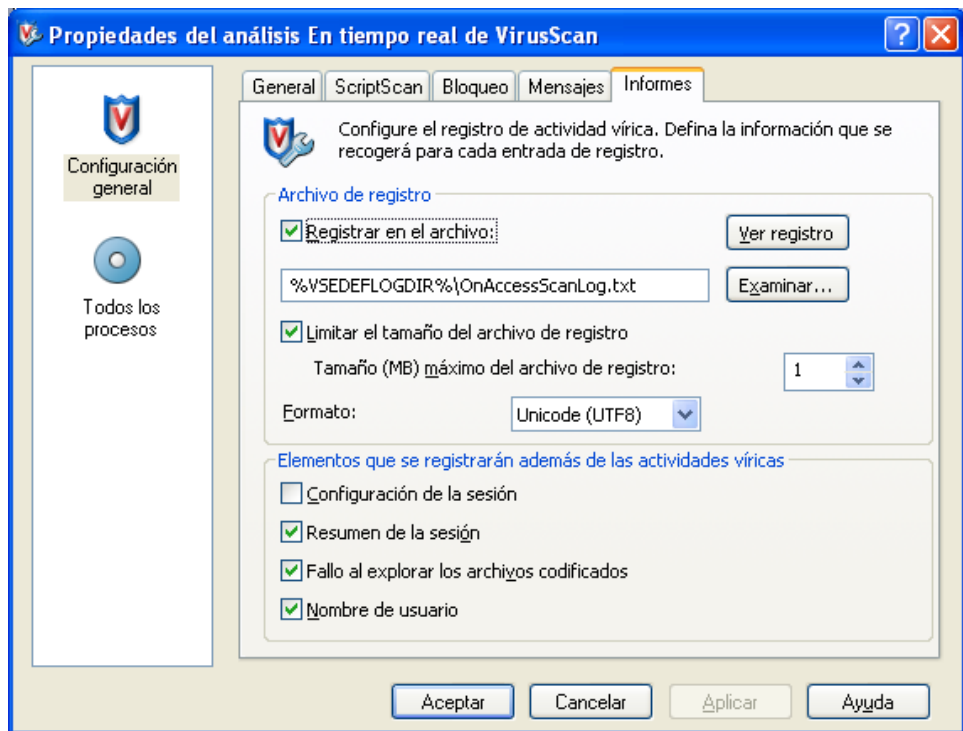 Propiedades del análisis En tiempo real de VirusScan
Configuración
general
Todos los
procesos
General ScriptScan Bloqueo Mensajes Informes
Configure el registro de actividad vírica. Defina la información que se
recogerá para cada entrada de registro.
Archivo de registro
Registrar en el archivo:
Ver registro
%VSEDEFLOGDIR%\OnAccessScanLog.txt
Examinar...
Limitar el tamaño del archivo de registro
Tamaño (MB) máximo del archivo de registro:
1
Formato:
Unicode (UTF8)
Elementos que se registrarán además de las actividades víricas
Configuración de la sesión
Resumen de la sesión
Fallo al explorar los archivos codificados
Nombre de usuario
Aceptar Cancelar Aplicar Ayuda